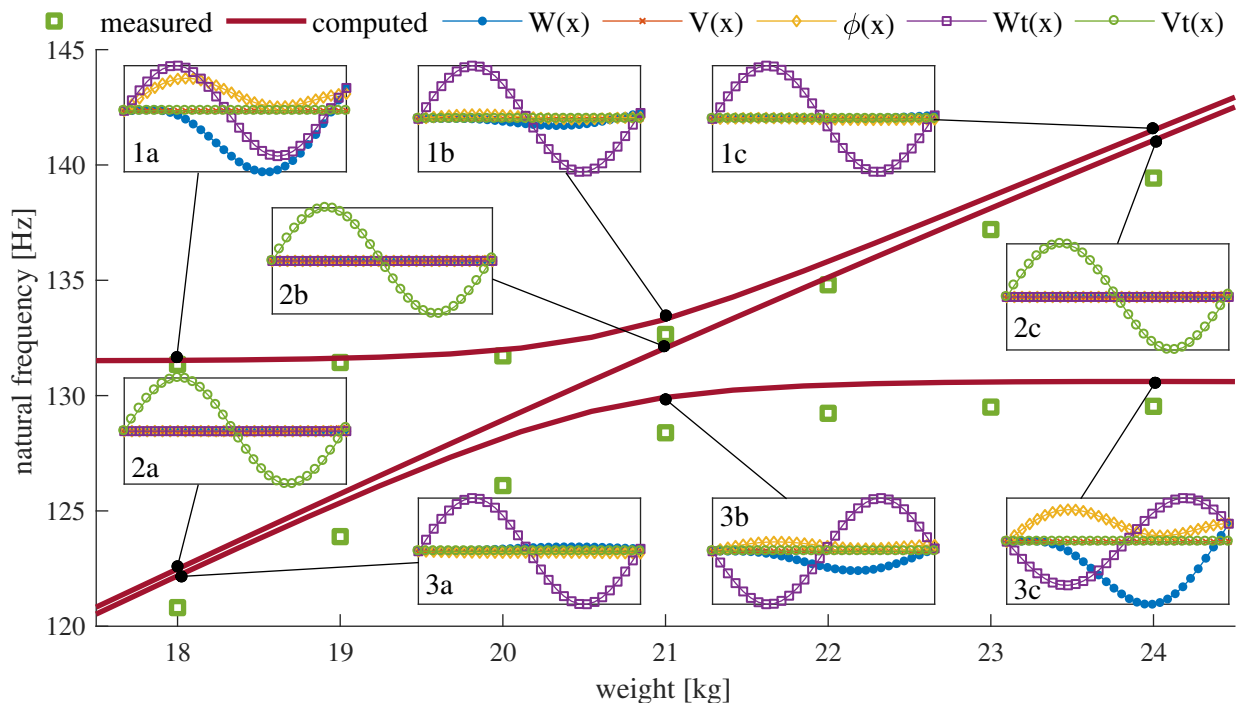 measured computed W(x) V(x) ϕ(x) Wt(x) Vt(x)
145
140
135
130
125
120
natural frequency [Hz]
1a
1b
1c
2b
2c
2a
3a
3b
3c
18 19 20 21 22 23 24
weight [kg]